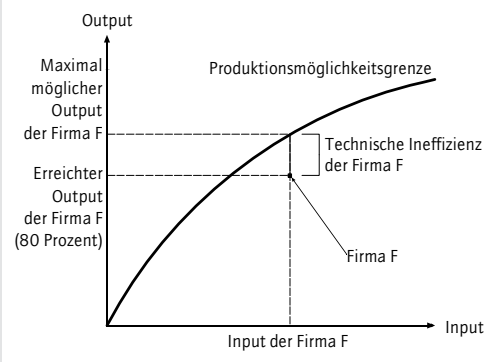 Output
Maximal
möglicher
Output
der Firma F
Produktionsmöglichkeitsgrenze
Technische Ineffizienz
der Firma F
Erreichter
Output
der Firma F
(80 Prozent)
Firma F
Input
Input der Firma F